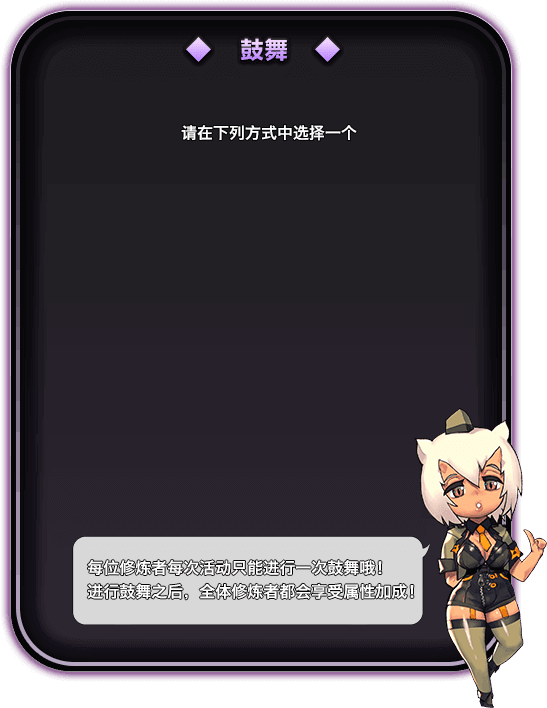 鼓舞
请在下列方式中选择一个
每位修炼者每次活动只能进行一次鼓舞哦!
进行鼓舞之后，全体修炼者都会享受属性加成!